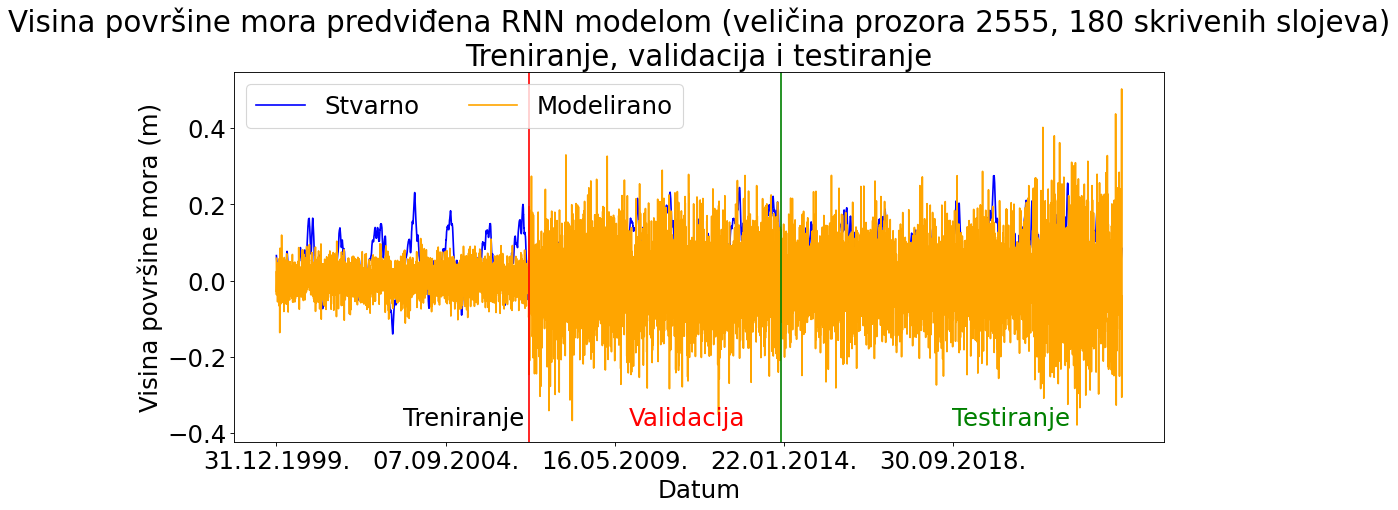 Visina površine mora predviđena RNN modelom (veličina prozora 2555, 180 skrivenih slojeva)
Treniranje, validacija i testiranje
Stvarno
Modelirano
Visina površine mora (m)
0.4
0.2
0.0
−0.2
−0.4
Treniranje
Validacija
Testiranje
31.12.1999.
07.09.2004.
16.05.2009.
22.01.2014.
30.09.2018.
Datum